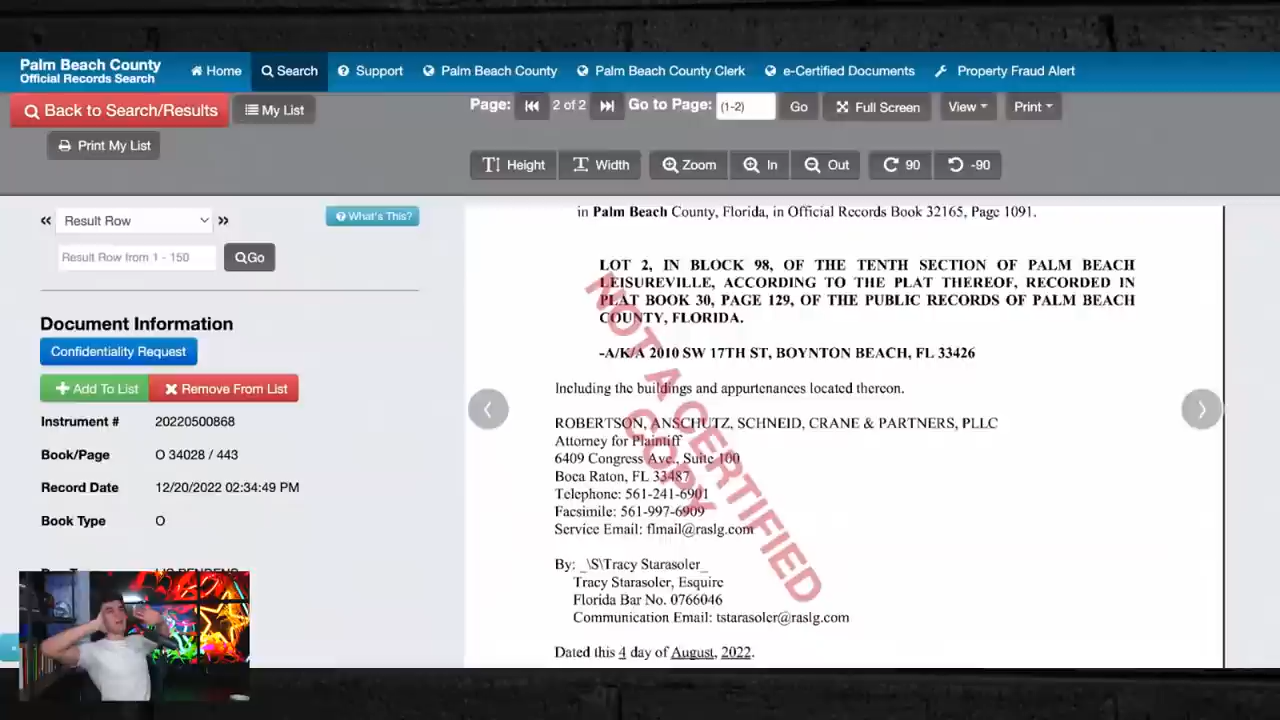 Palm Beach County
Official Records Search
Home
Search
Support
Palm Beach County
Palm Beach County Clerk
e-Certified Documents
Property Fraud Alert
Back to Search/Results
My List
Print My List
Page:
2 of 2
Go to Page:
(1-2)
Go
Full Screen
View
Print
Height
Width
Zoom
In
Out
90
-90
« Result Row »
What's This?
Result Row from 1 - 150
Go
Document Information
Confidentiality Request
Add To List
Remove From List
Instrument # 20220500868
Book/Page O 34028 / 443
Record Date 12/20/2022 02:34:49 PM
Book Type O
in Palm Beach County, Florida, in Official Records Book 32165, Page 1091.
LOT 2, IN BLOCK 98, OF THE TENTH SECTION OF PALM BEACH
LEISUREVILLE, ACCORDING TO THE PLAT THEREOF, RECORDED IN
PLAT BOOK 30, PAGE 129, OF THE PUBLIC RECORDS OF PALM BEACH
COUNTY, FLORIDA.
-A/K/A 2010 SW 17TH ST, BOYNTON BEACH, FL 33426
Including the buildings and appurtenances located thereon.
ROBERTSON, ANSCHUTZ, SCHNEID, CRANE & PARTNERS, PLLC
Attorney for Plaintiff
6409 Congress Ave., Suite 100
Boca Raton, FL 33487
Telephone: 561-241-6901
Facsimile: 561-997-6909
Service Email: flmail@raslg.com
By: _\S\Tracy Starasoler_
Tracy Starasoler, Esquire
Florida Bar No. 0766046
Communication Email: tstarasoler@raslg.com
Dated this 4 day of August, 2022.
NOT A CERTIFIED
COPY